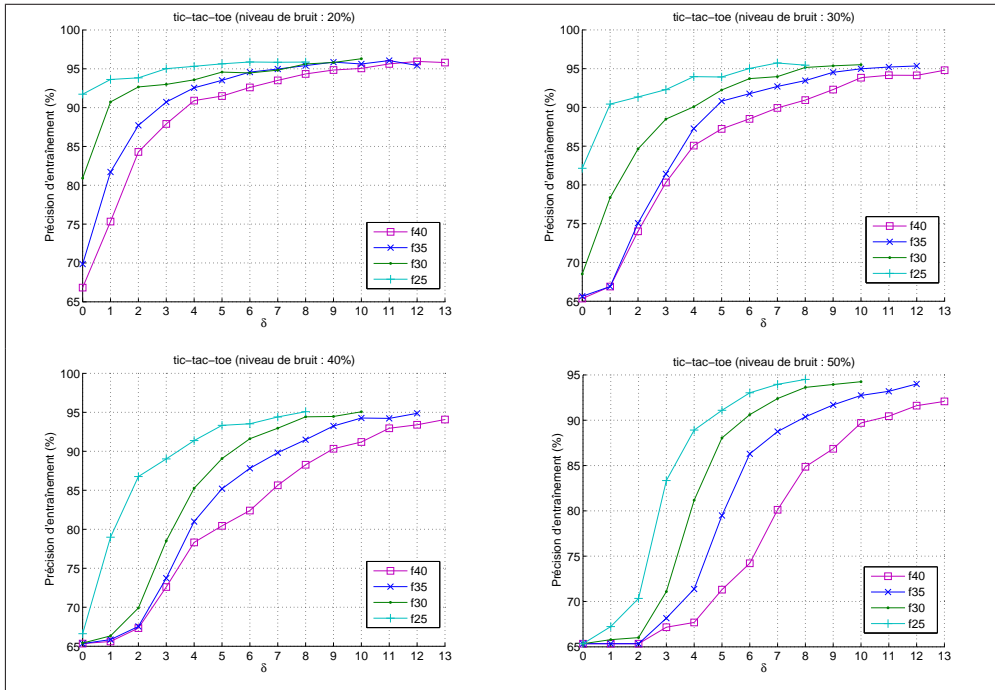 tic-tac-toe (niveau de bruit : 20%)
Précision d'entraînement (%)
100
95
90
85
80
75
70
65
0 1 2 3 4 5 6 7 8 9 10 11 12 13
δ
f40
f35
f30
f25
tic-tac-toe (niveau de bruit : 30%)
Précision d'entraînement (%)
100
95
90
85
80
75
70
65
0 1 2 3 4 5 6 7 8 9 10 11 12 13
δ
f40
f35
f30
f25
tic-tac-toe (niveau de bruit : 40%)
Précision d'entraînement (%)
100
95
90
85
80
75
70
65
0 1 2 3 4 5 6 7 8 9 10 11 12 13
δ
f40
f35
f30
f25
tic-tac-toe (niveau de bruit : 50%)
Précision d'entraînement (%)
95
90
85
80
75
70
65
0 1 2 3 4 5 6 7 8 9 10 11 12 13
δ
f40
f35
f30
f25